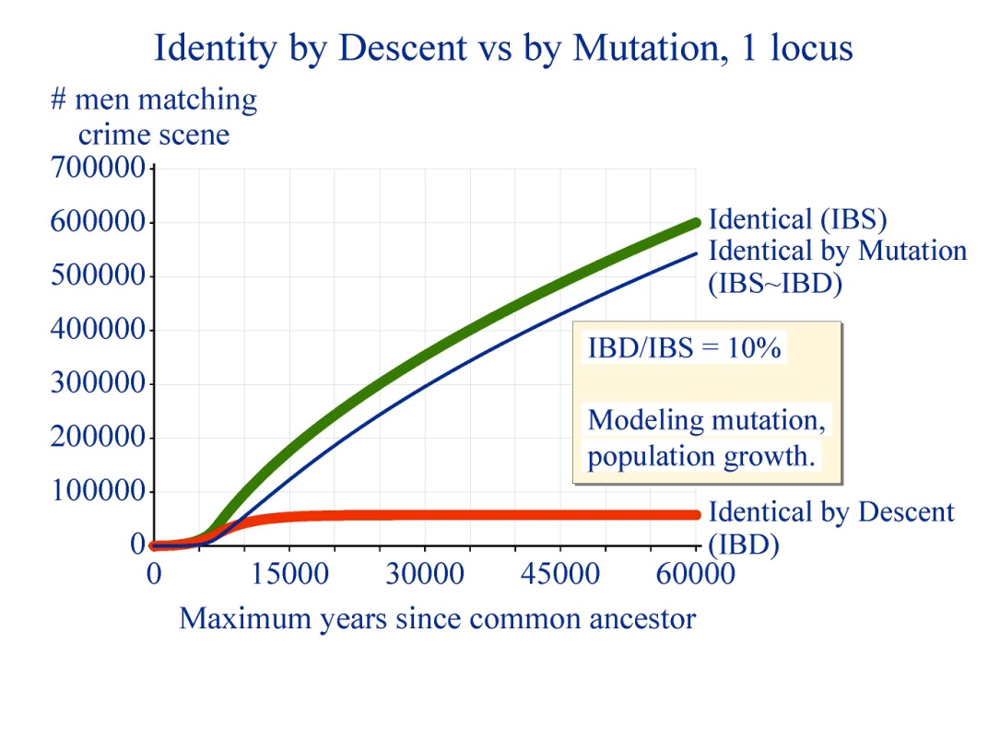 Identity by Descent vs by Mutation, 1 locus
# men matching
crime scene
700000
600000
500000
400000
300000
200000
100000
0
0 15000 30000 45000 60000
Maximum years since common ancestor
Identical (IBS)
Identical by Mutation
(IBS~IBD)
IBD/IBS = 10%
Modeling mutation,
population growth.
Identical by Descent
(IBD)